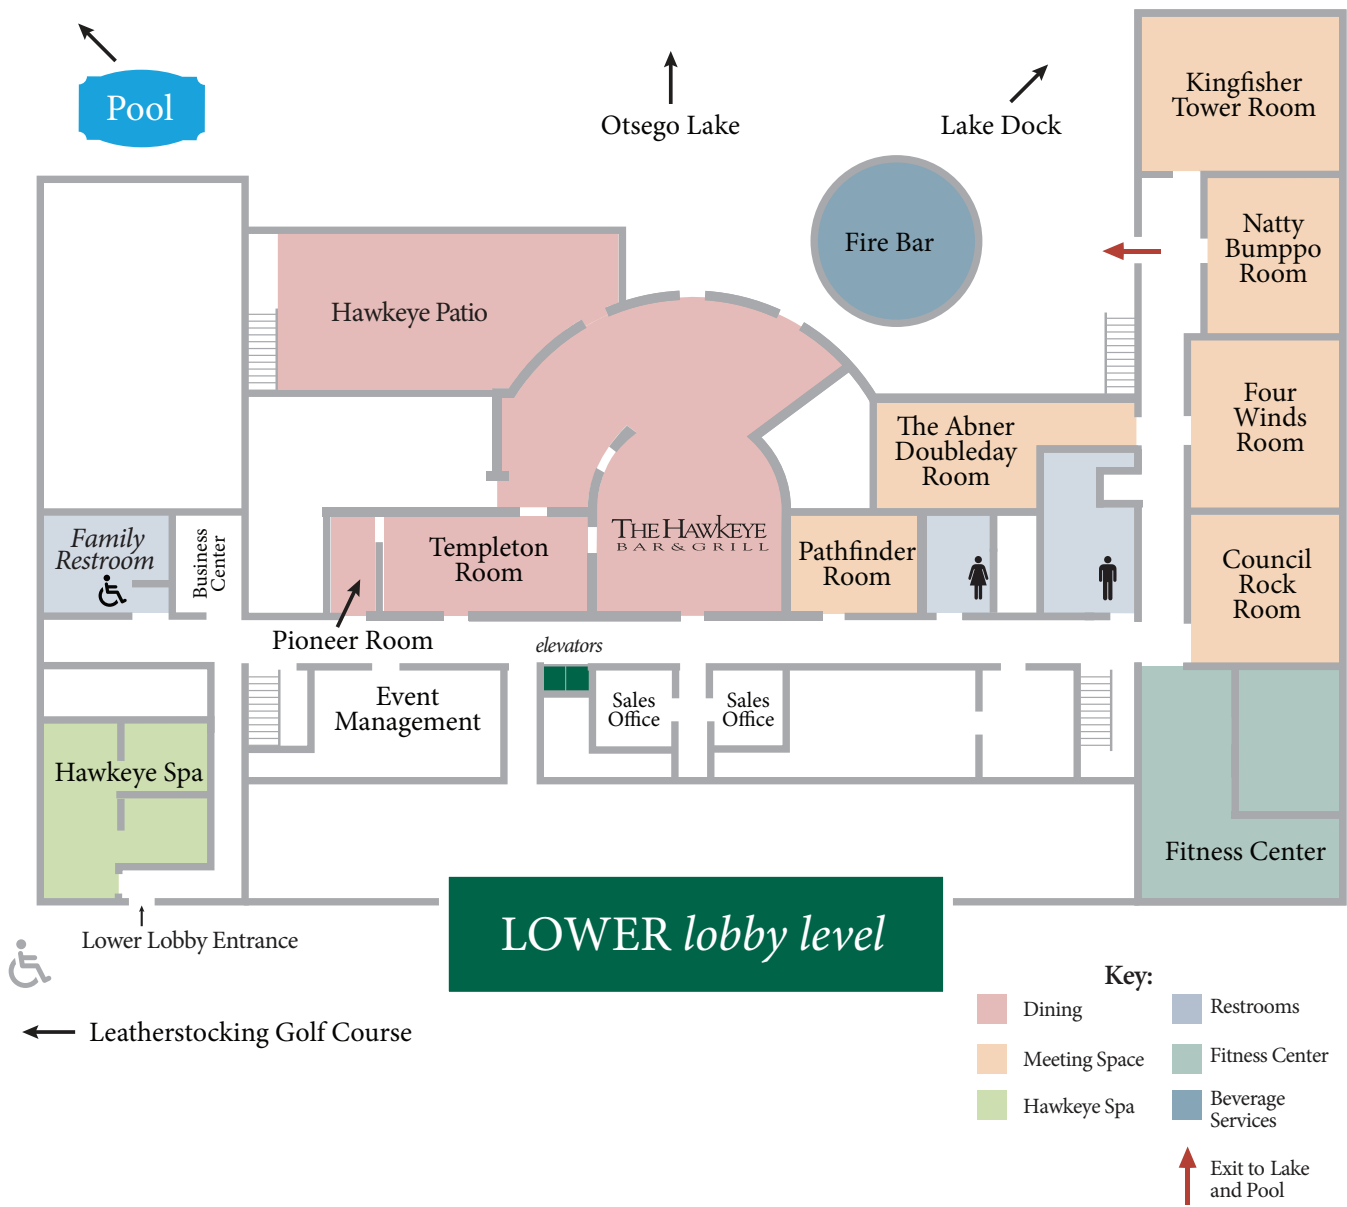 Pool
Otsego Lake
Lake Dock
Kingfisher
Tower Room
Natty
Bumppo
Room
Fire Bar
Hawkeye Patio
Four
Winds
Room
The Abner
Doubleday
Room
Family
Restroom
Business
Center
Templeton
Room
THE HAWKEYE
BAR & GRILL
Pathfinder
Room
Council
Rock
Room
Pioneer Room
elevators
Event
Management
Sales
Office
Sales
Office
Hawkeye Spa
Fitness Center
LOWER lobby level
Lower Lobby Entrance
Leatherstocking Golf Course
Key:
Dining
Meeting Space
Hawkeye Spa
Restrooms
Fitness Center
Beverage
Services
Exit to Lake
and Pool